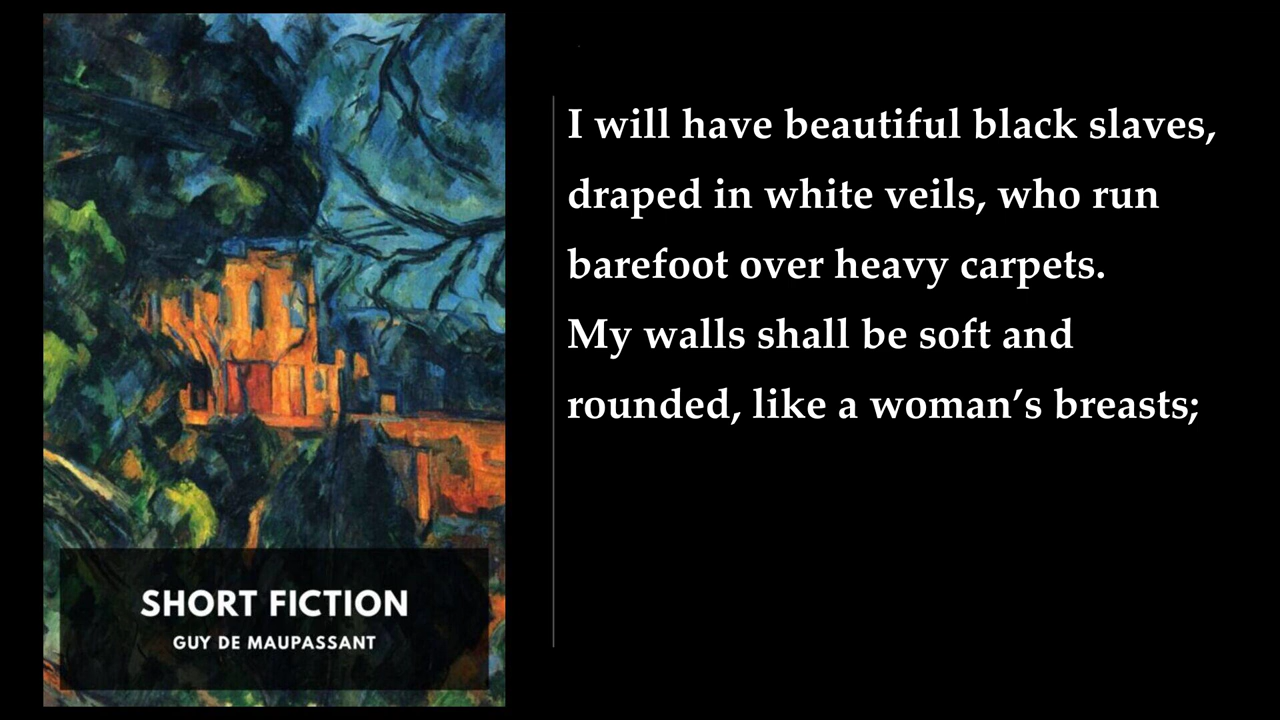 I will have beautiful black slaves,
draped in white veils, who run
barefoot over heavy carpets.
My walls shall be soft and
rounded, like a woman’s breasts;
SHORT FICTION
GUY DE MAUPASSANT